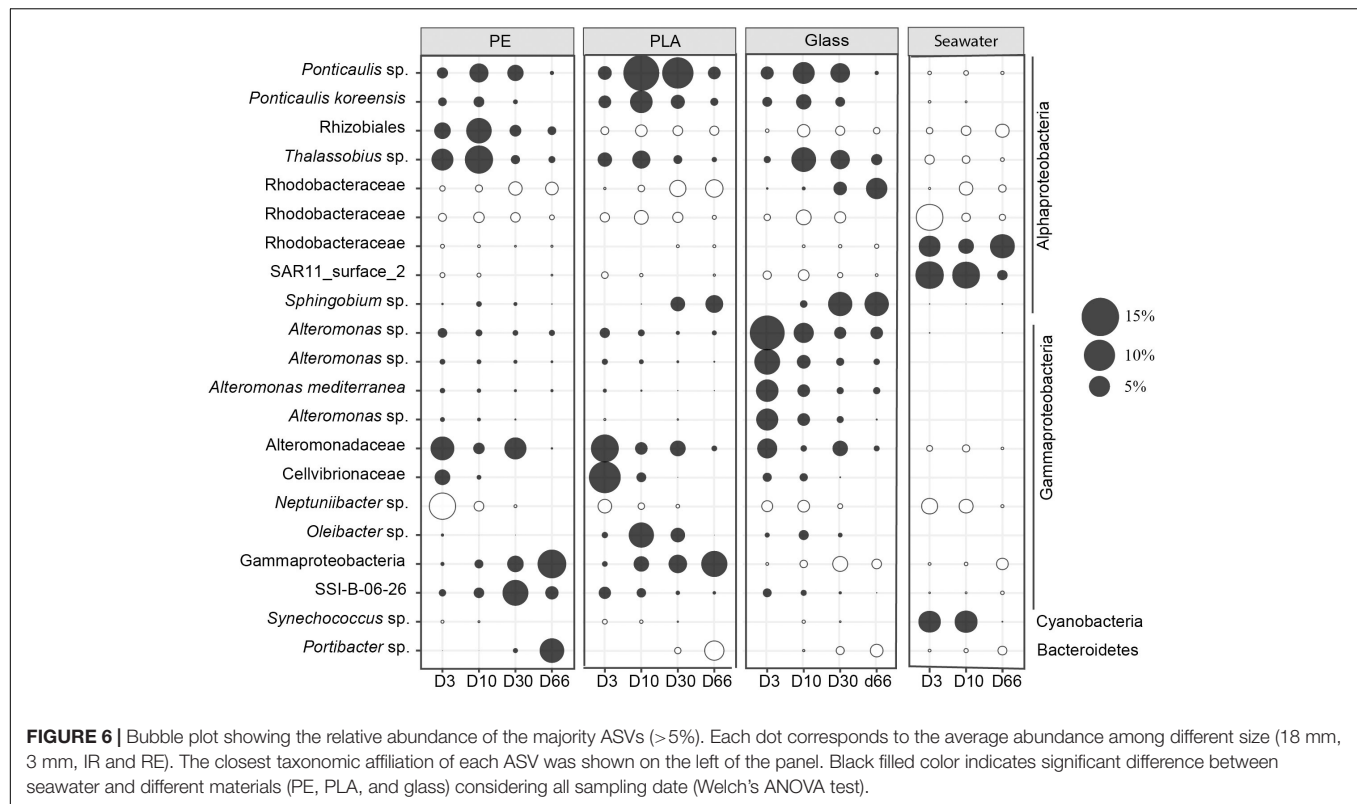 PE PLA Glass Seawater
Ponticaulis sp.
Ponticaulis koreensis
Rhizobiales
Thalassobius sp.
Rhodobacteraceae
Rhodobacteraceae
Rhodobacteraceae
SAR11_surface_2
Sphingobium sp.
Alteromonas sp.
Alteromonas sp.
Alteromonas mediterranea
Alteromonas sp.
Alteromonadaceae
Cellvibrionaceae
Neptuniibacter sp.
Oleibacter sp.
Gammaproteobacteria
SSI-B-06-26
Synechococcus sp.
Portibacter sp.
D3 D10 D30 D66 D3 D10 D30 D66 D3 D10 D30 d66 D3 D10 D66
Alphaproteobacteria
Gammaproteobacteria
Cyanobacteria
Bacteroidetes
15%
10%
5%
FIGURE 6 | Bubble plot showing the relative abundance of the majority ASVs (>5%). Each dot corresponds to the average abundance among different size (18 mm,
3 mm, IR and RE). The closest taxonomic affiliation of each ASV was shown on the left of the panel. Black filled color indicates significant difference between
seawater and different materials (PE, PLA, and glass) considering all sampling date (Welch's ANOVA test).